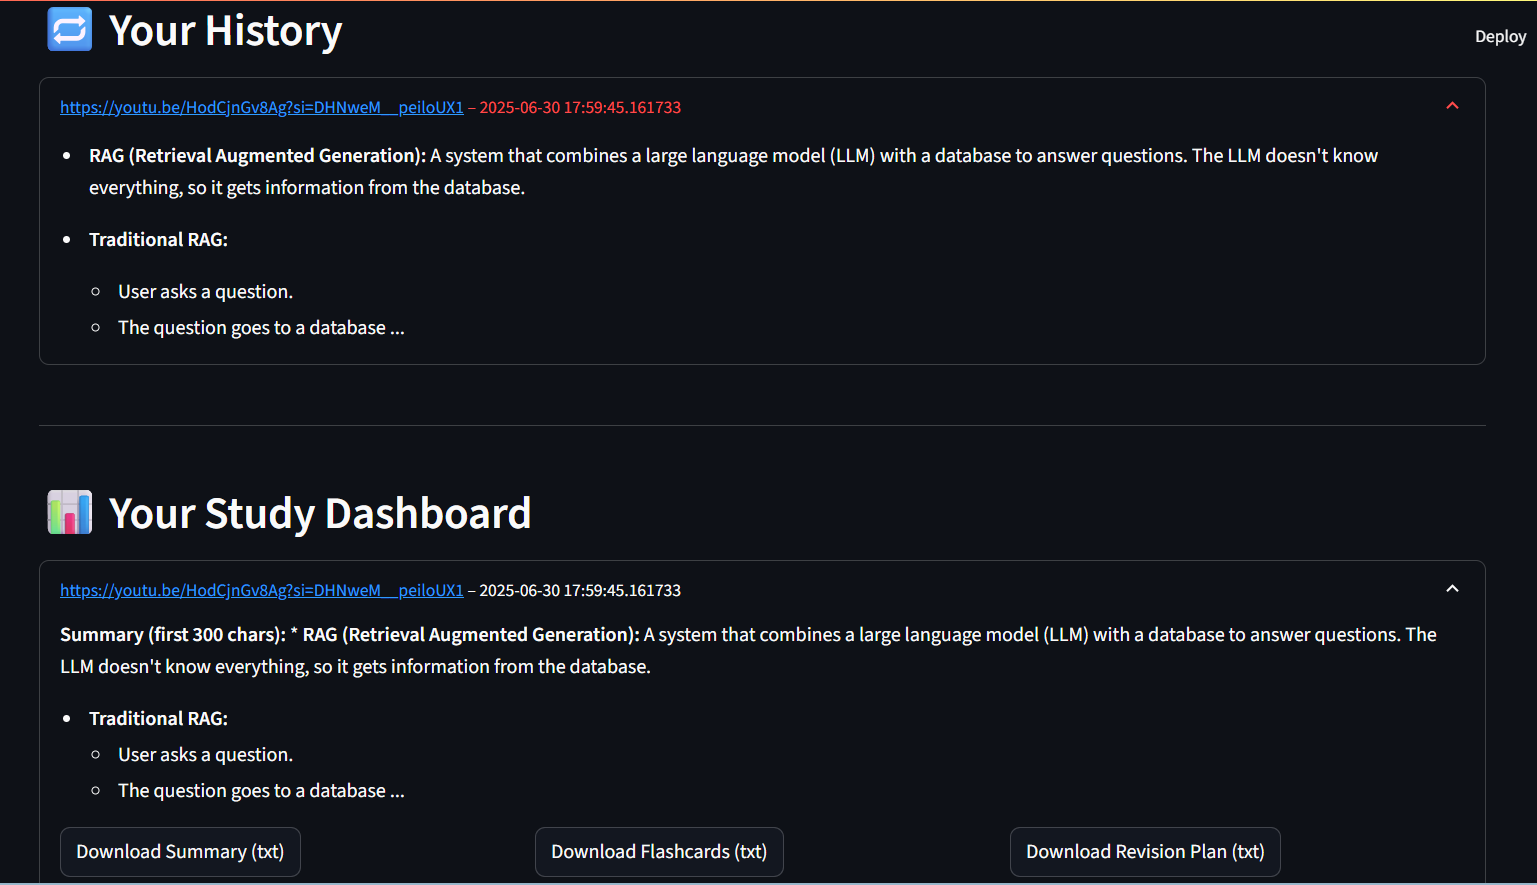 Your History
Deploy
https://youtu.be/HodCjnGv8Ag?si=DHNweM__peiloUX1 – 2025-06-30 17:59:45.161733
• RAG (Retrieval Augmented Generation): A system that combines a large language model (LLM) with a database to answer questions. The LLM doesn't know
everything, so it gets information from the database.
• Traditional RAG:
◦ User asks a question.
◦ The question goes to a database ...
Your Study Dashboard
https://youtu.be/HodCjnGv8Ag?si=DHNweM__peiloUX1 – 2025-06-30 17:59:45.161733
Summary (first 300 chars): * RAG (Retrieval Augmented Generation): A system that combines a large language model (LLM) with a database to answer questions. The
LLM doesn't know everything, so it gets information from the database.
• Traditional RAG:
◦ User asks a question.
◦ The question goes to a database ...
Download Summary (txt)
Download Flashcards (txt)
Download Revision Plan (txt)